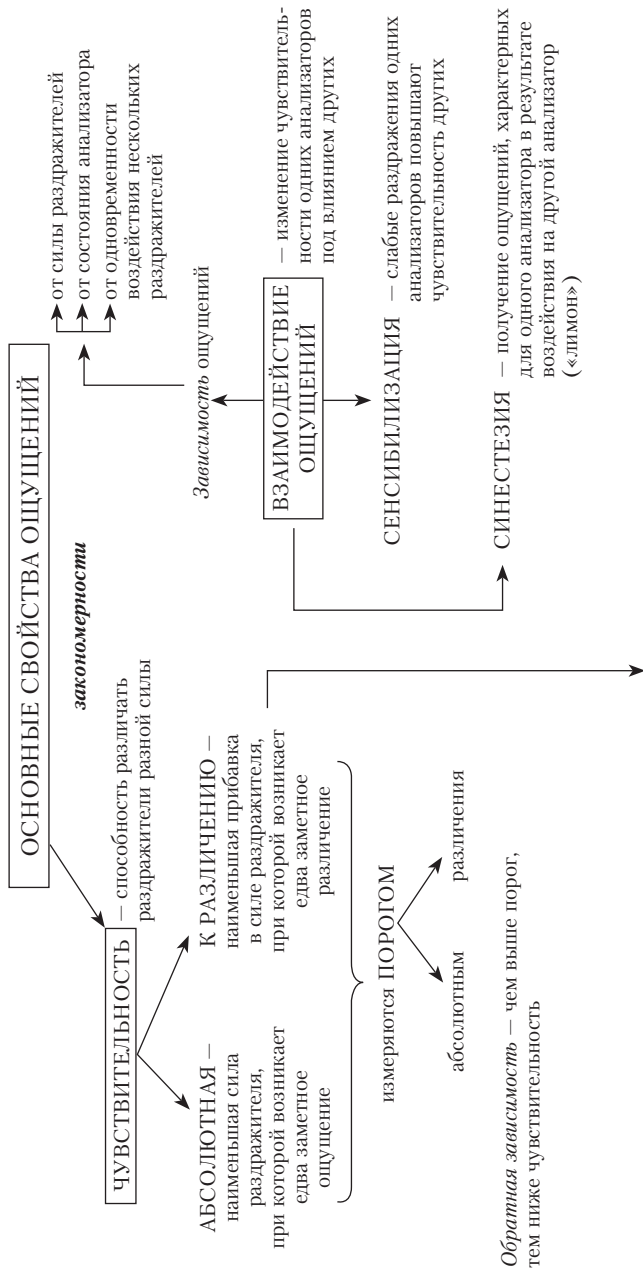 ОСНОВНЫЕ СВОЙСТВА ОЩУЩЕНИЙ
закономерности
ЧУВСТВИТЕЛЬНОСТЬ
— способность различать
раздражители разной силы
АБСОЛЮТНАЯ —
наименьшая сила
раздражителя,
при которой возникает
едва заметное
ощущение
К РАЗЛИЧЕНИЮ —
наименьшая прибавка
в силе раздражителя,
при которой возникает
едва заметное
различение
измеряются ПОРОГОМ
абсолютным
различения
Обратная зависимость — чем выше порог,
тем ниже чувствительность
от силы раздражителей
от состояния анализатора
от одновременности
воздействия нескольких
раздражителей
Зависимость ощущений
ВЗАИМОДЕЙСТВИЕ
ОЩУЩЕНИЙ
— изменение чувствитель-
ности одних анализаторов
под влиянием других
СЕНСИБИЛИЗАЦИЯ
— слабые раздражения одних
анализаторов повышают
чувствительность других
СИНЕСТЕЗИЯ
— получение ощущений, характерных
для одного анализатора в результате
воздействия на другой анализатор
(«лимон»)